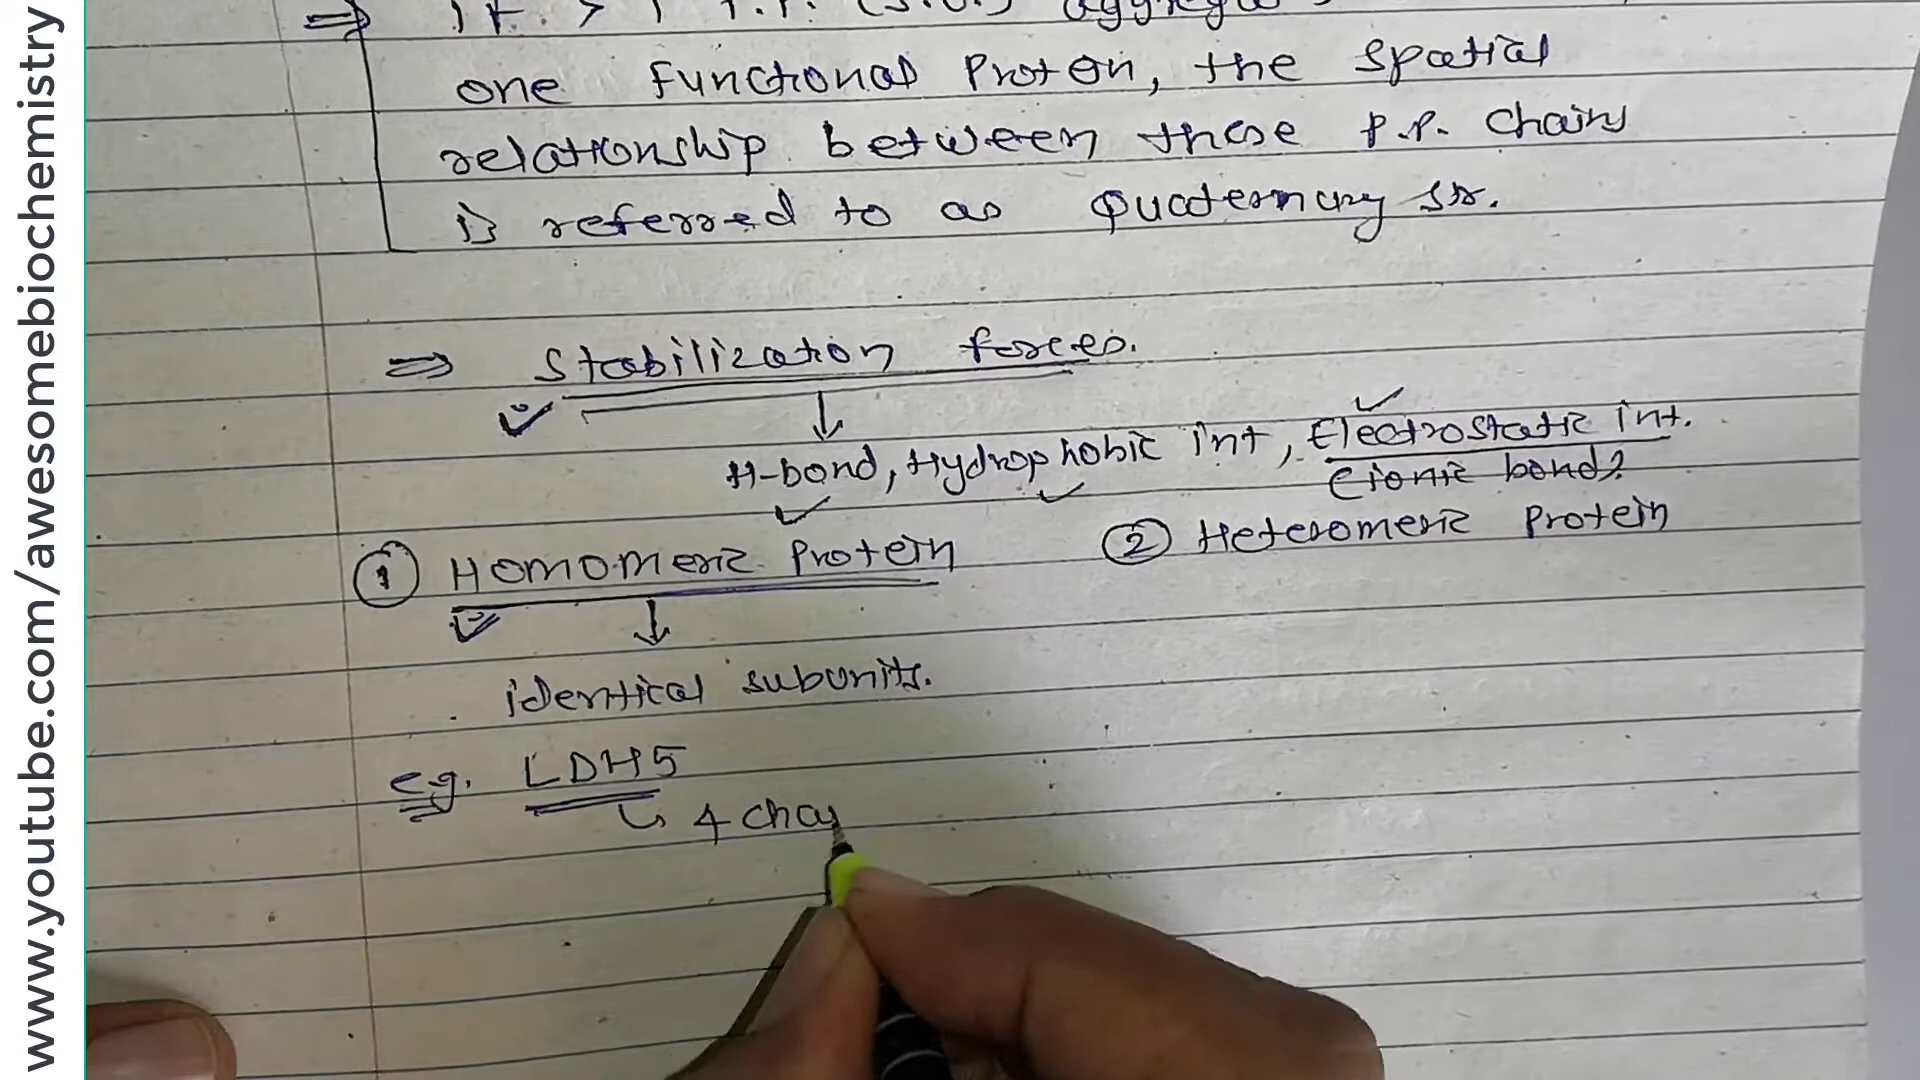 www.youtube.com/awesomebiochemistry
⇒ If > 1 P.P. (S.U.)
one functional Protein, the spatial
relationship between these P.P. chains
is referred to as Quaternary str.
⇒ Stabilization forces.
↓
H-bond, Hydrophobic int, Electrostatic int.
(ionic bond)
① Homomeric Protein ② Heteromeric Protein
↓
identical subunits.
eg. LDH5
↳ 4 cha